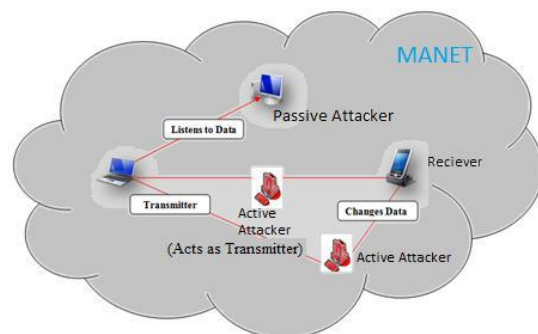 MANET
Passive Attacker
Listens to Data
Reciever
Transmitter
Active
Attacker
Changes Data
(Acts as Transmitter)
Active Attacker